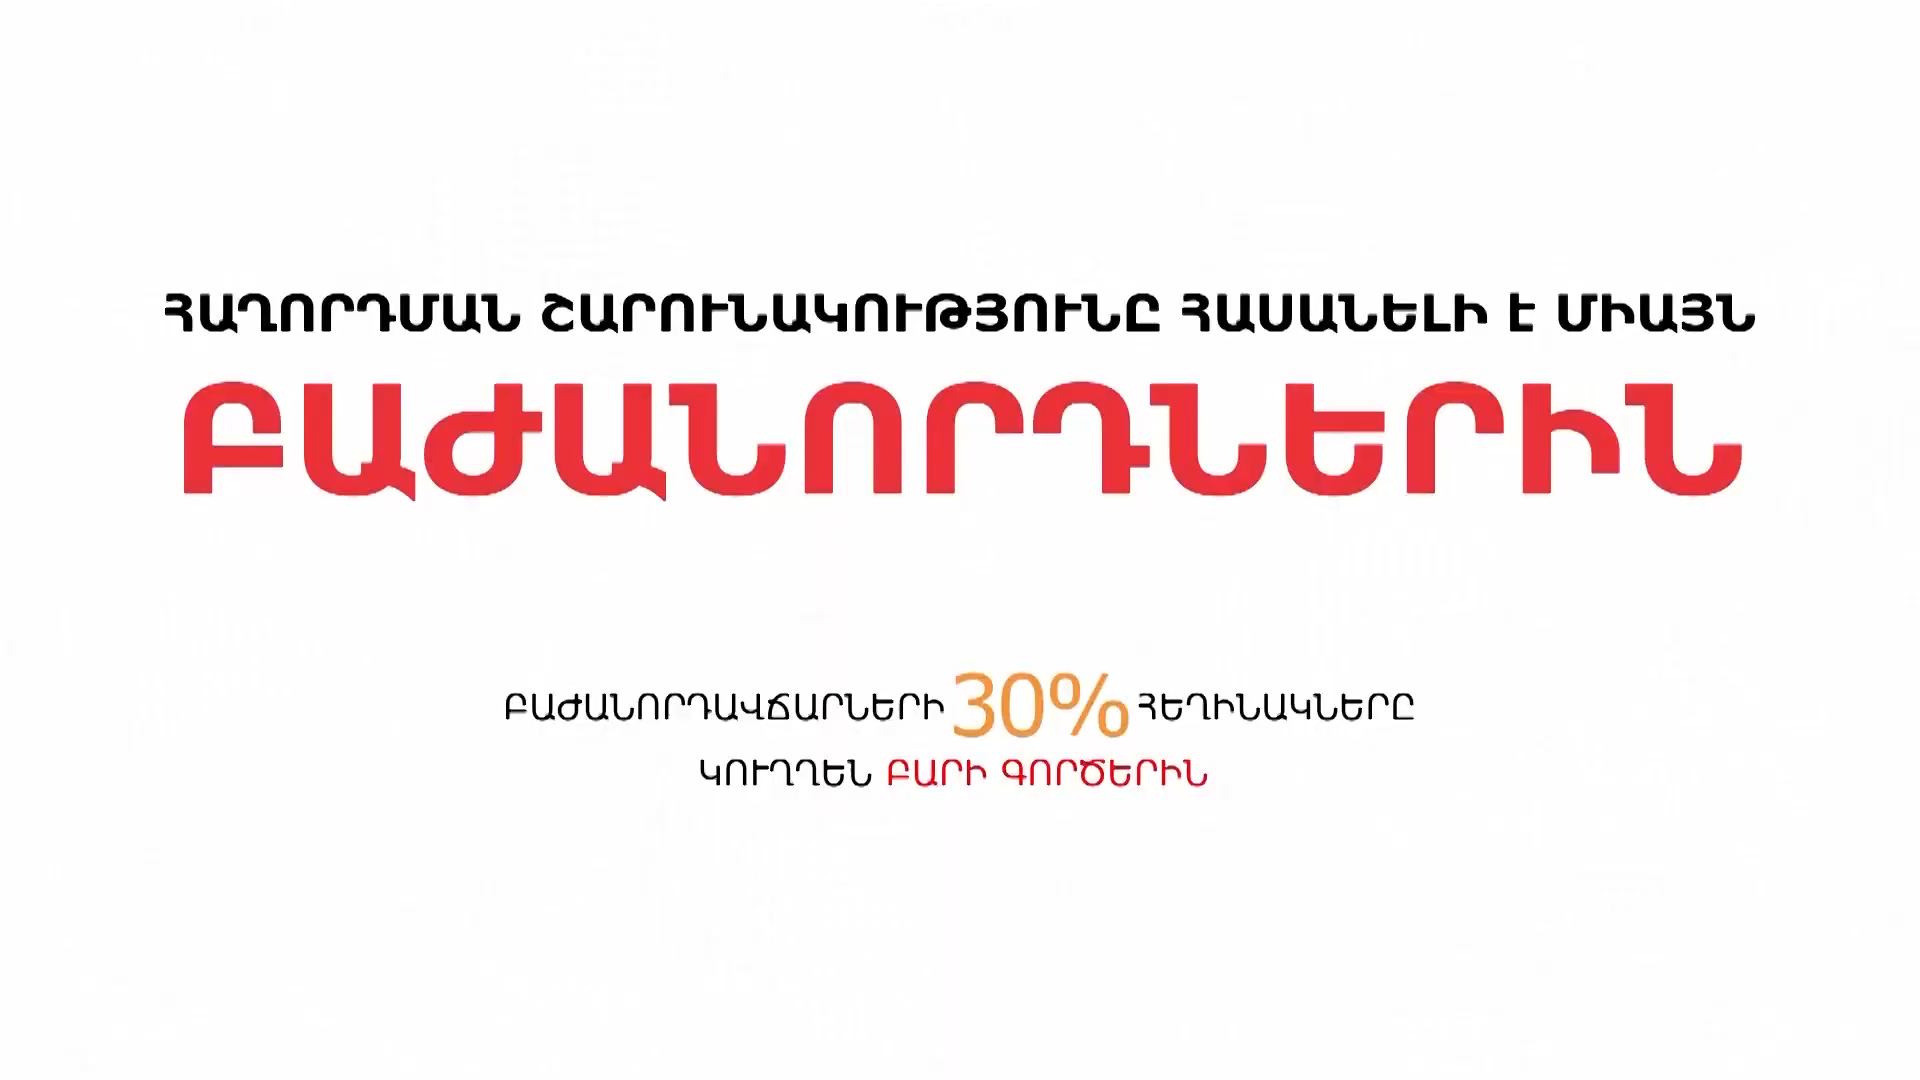 ՀԱՂՈՐԴՄԱՆ ՇԱՐՈՒՆԱԿՈՒԹՅՈՒՆԸ ՀԱՍԱՆԵԼԻ Է ՄԻԱՅՆ
ԲԱԺԱՆՈՐԴՆԵՐԻՆ
ԲԱԺԱՆՈՐԴԱՎՃԱՐՆԵՐԻ 30% ՀԵՂԻՆԱԿՆԵՐԸ
ԿՈՒՂՂԵՆ ԲԱՐԻ ԳՈՐԾԵՐԻՆ